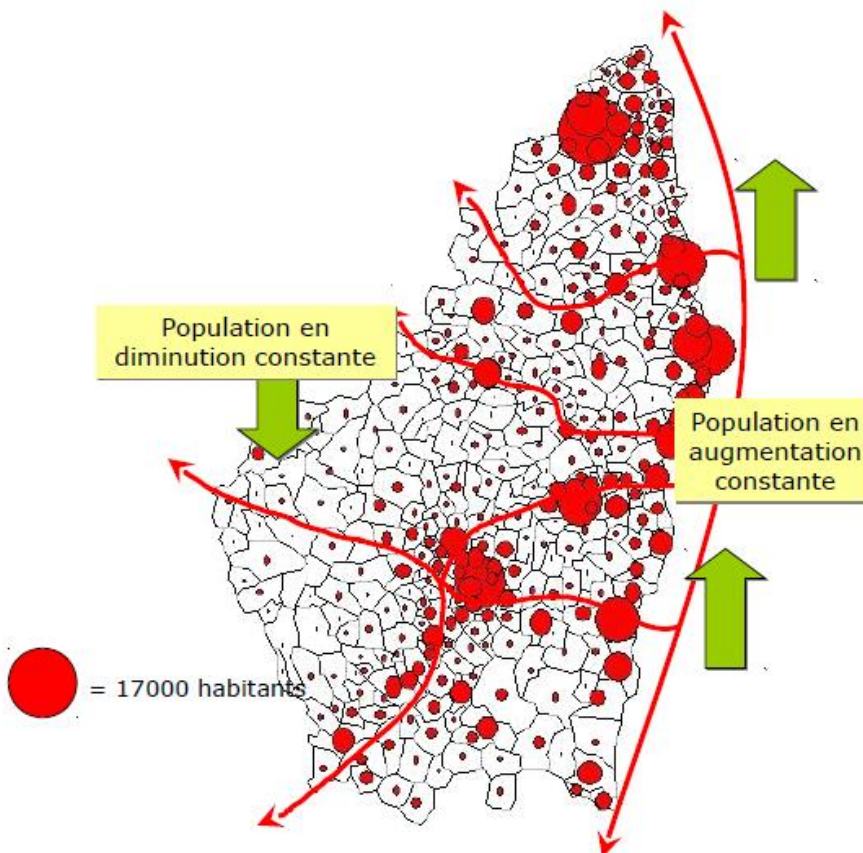 Population en
diminution constante
Population en
augmentation
constante
= 17000 habitants